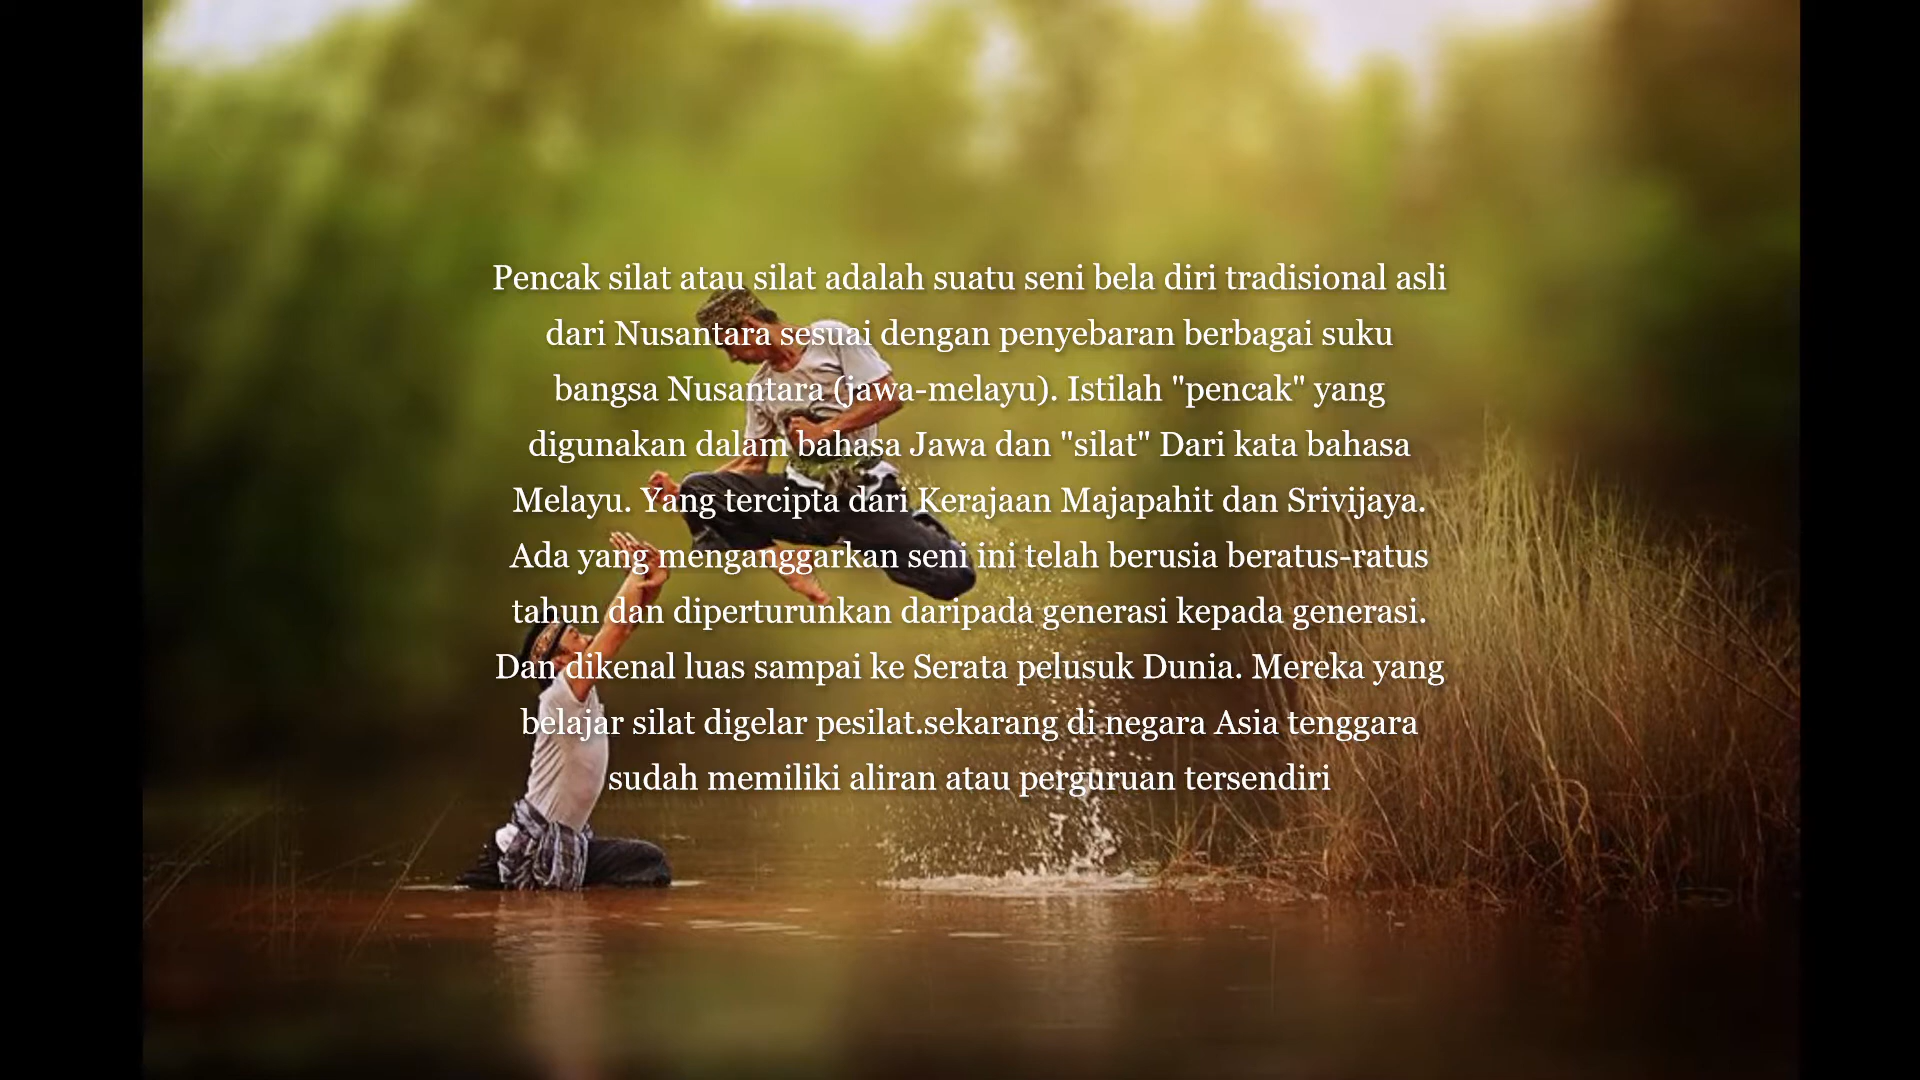 Pencak silat atau silat adalah suatu seni bela diri tradisional asli
dari Nusantara sesuai dengan penyebaran berbagai suku
bangsa Nusantara (jawa-melayu). Istilah "pencak" yang
digunakan dalam bahasa Jawa dan "silat" Dari kata bahasa
Melayu. Yang tercipta dari Kerajaan Majapahit dan Srivijaya.
Ada yang menganggarkan seni ini telah berusia beratus-ratus
tahun dan diperturunkan daripada generasi kepada generasi.
Dan dikenal luas sampai ke Serata pelusuk Dunia. Mereka yang
belajar silat digelar pesilat.sekarang di negara Asia tenggara
sudah memiliki aliran atau perguruan tersendiri